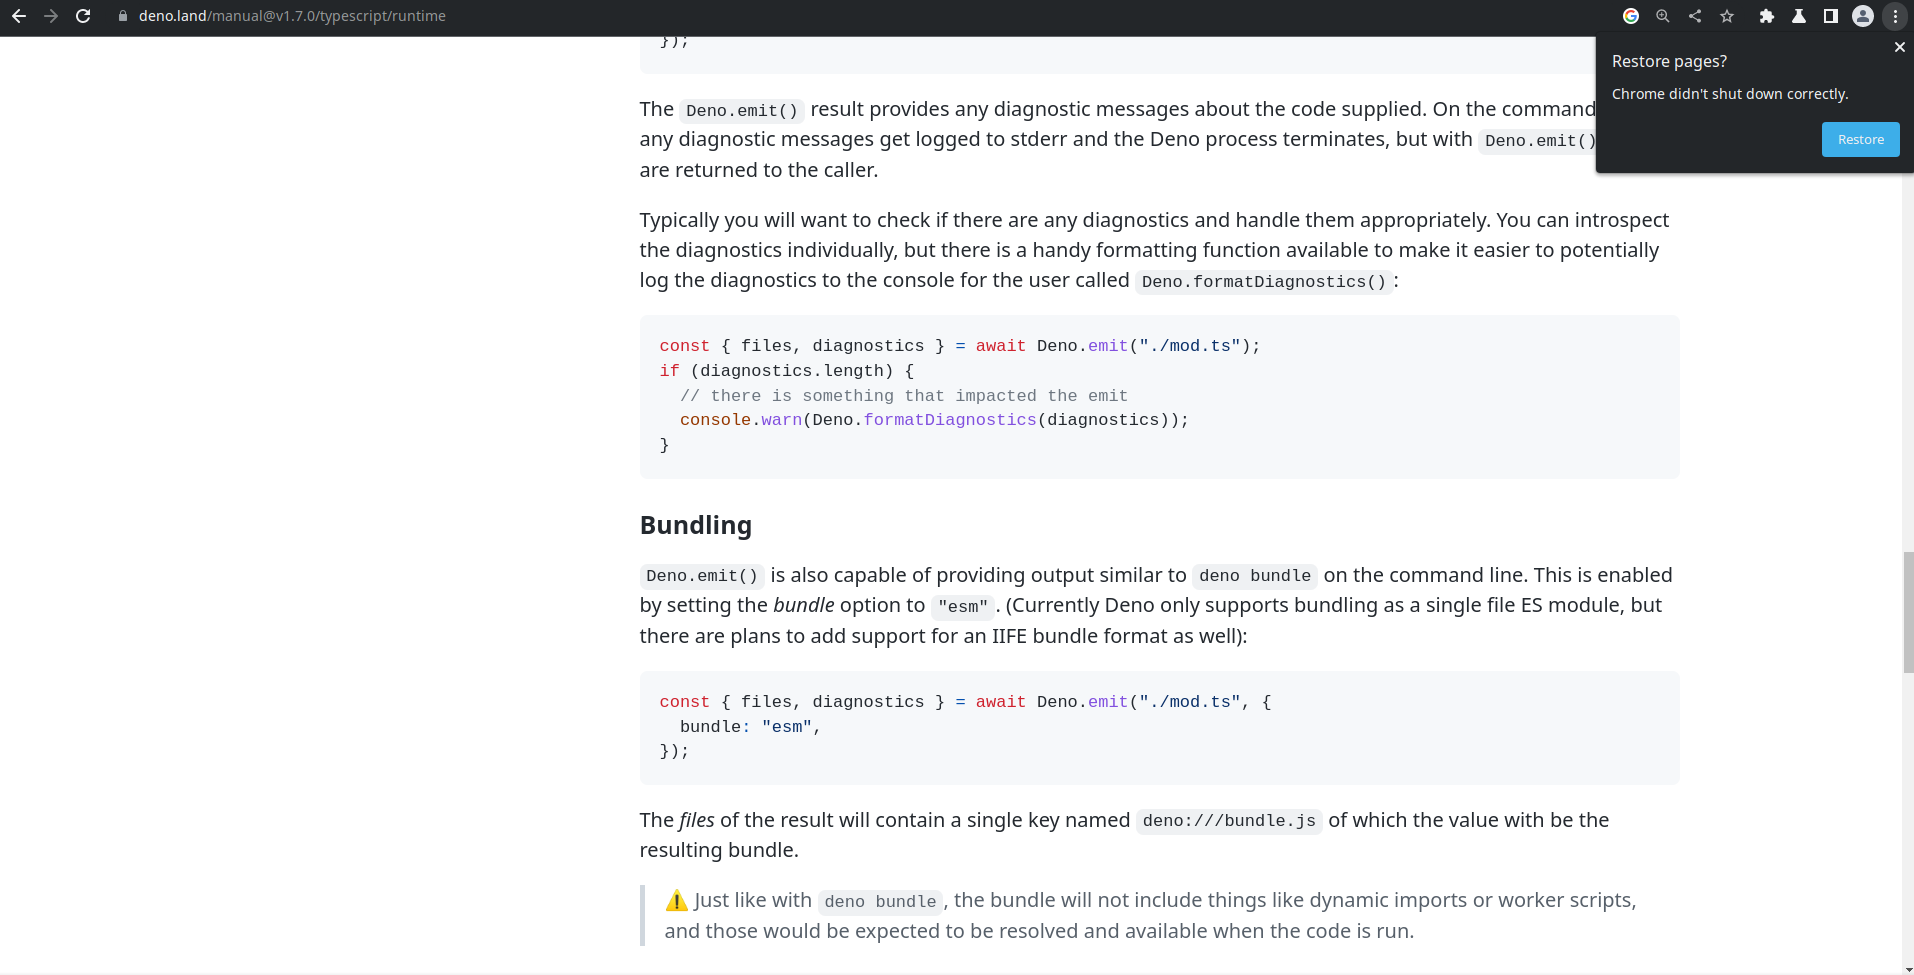 deno.land/manual@v1.7.0/typescript/runtime
Restore pages?
Chrome didn't shut down correctly.
Restore
});
The Deno.emit() result provides any diagnostic messages about the code supplied. On the command
any diagnostic messages get logged to stderr and the Deno process terminates, but with Deno.emit()
are returned to the caller.
Typically you will want to check if there are any diagnostics and handle them appropriately. You can introspect
the diagnostics individually, but there is a handy formatting function available to make it easier to potentially
log the diagnostics to the console for the user called Deno.formatDiagnostics():
const { files, diagnostics } = await Deno.emit("./mod.ts");
if (diagnostics.length) {
  // there is something that impacted the emit
  console.warn(Deno.formatDiagnostics(diagnostics));
}
Bundling
Deno.emit() is also capable of providing output similar to deno bundle on the command line. This is enabled
by setting the bundle option to "esm". (Currently Deno only supports bundling as a single file ES module, but
there are plans to add support for an IIFE bundle format as well):
const { files, diagnostics } = await Deno.emit("./mod.ts", {
  bundle: "esm",
});
The files of the result will contain a single key named deno:///bundle.js of which the value with be the
resulting bundle.
⚠️ Just like with deno bundle, the bundle will not include things like dynamic imports or worker scripts,
and those would be expected to be resolved and available when the code is run.